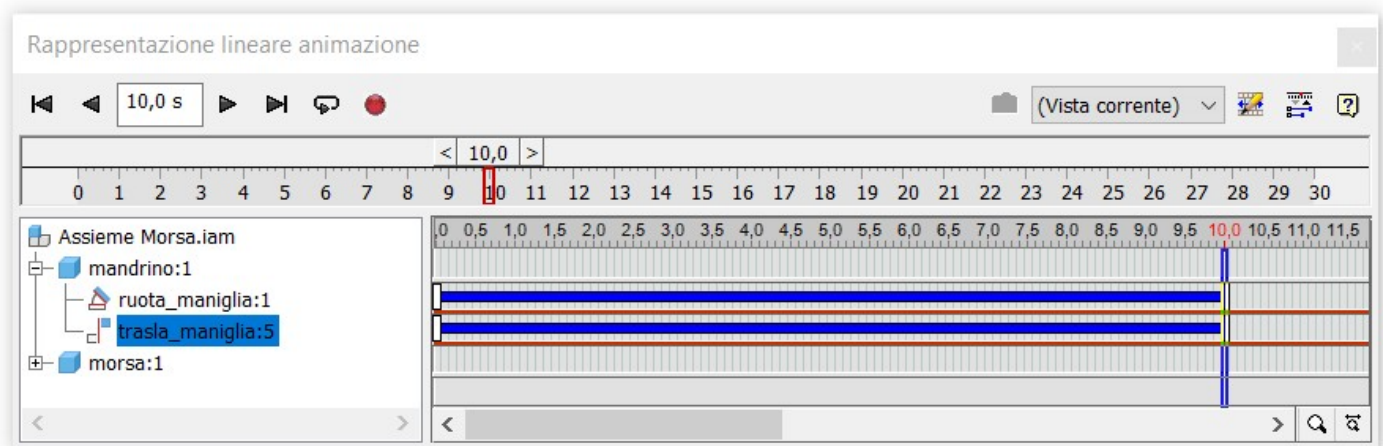 Rappresentazione lineare animazione
10,0 s (Vista corrente)
< 10,0 >
0 1 2 3 4 5 6 7 8 9 10 11 12 13 14 15 16 17 18 19 20 21 22 23 24 25 26 27 28 29 30
Assieme Morsa.iam
,0 0,5 1,0 1,5 2,0 2,5 3,0 3,5 4,0 4,5 5,0 5,5 6,0 6,5 7,0 7,5 8,0 8,5 9,0 9,5 10,0 10,5 11,0 11,5
mandrino:1
ruota_maniglia:1
trasla_maniglia:5
morsa:1